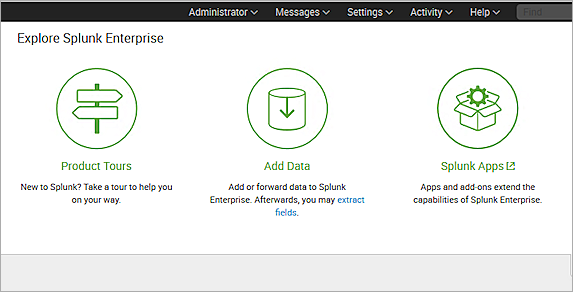 Administrator Messages Settings Activity Help Find
Explore Splunk Enterprise
Product Tours
New to Splunk? Take a tour to help you
on your way.
Add Data
Add or forward data to Splunk
Enterprise. Afterwards, you may extract
fields.
Splunk Apps
Apps and add-ons extend the
capabilities of Splunk Enterprise.